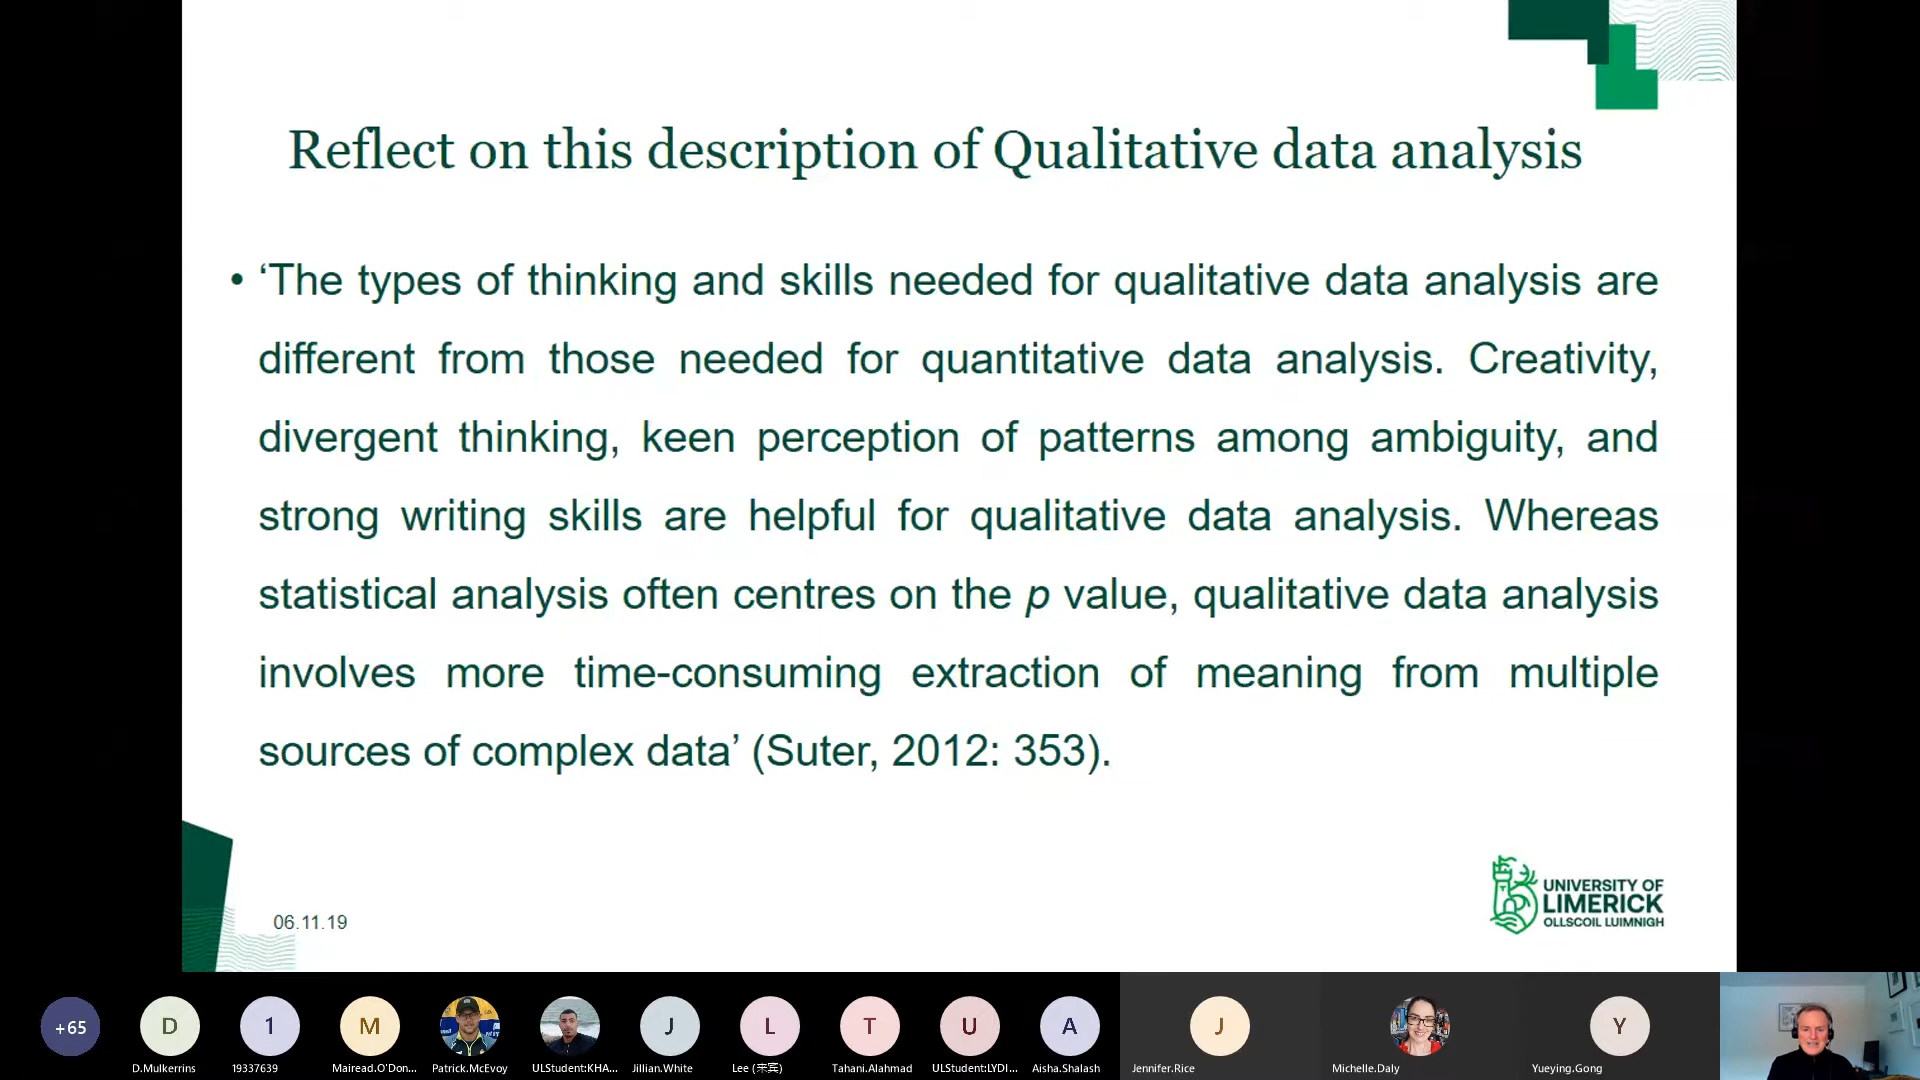 Reflect on this description of Qualitative data analysis
• ‘The types of thinking and skills needed for qualitative data analysis are
different from those needed for quantitative data analysis. Creativity,
divergent thinking, keen perception of patterns among ambiguity, and
strong writing skills are helpful for qualitative data analysis. Whereas
statistical analysis often centres on the p value, qualitative data analysis
involves more time-consuming extraction of meaning from multiple
sources of complex data’ (Suter, 2012: 353).
06.11.19
UNIVERSITY OF
LIMERICK
OLLSCOIL LUIMNIGH
+65
D
1
M
J
L
T
U
A
J
Y
D.Mulkerrins
19337639
Mairead.O'Don...
Patrick.McEvoy
ULStudent:KHA...
Jillian.White
Lee (来宾)
Tahani.Alahmad
ULStudent:LYDI...
Aisha.Shalash
Jennifer.Rice
Michelle.Daly
Yueying.Gong